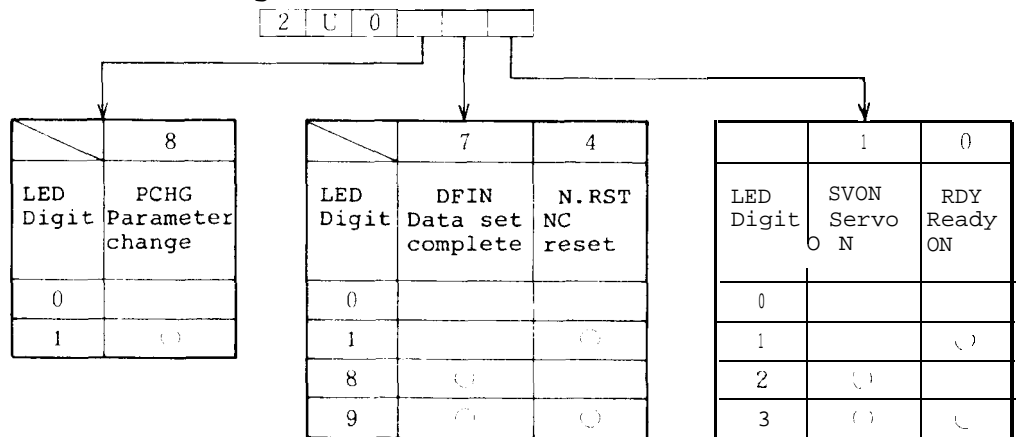 2 U 0
8
LED Digit
PCHG Parameter change
0
1 ○
7 4
LED Digit
DFIN Data set complete
N.RST NC reset
0
1 ○
8 ○
9 ○ ○
1 0
LED Digit
SVON Servo O N
RDY Ready ON
0
1 ○
2 ○
3 ○ ○